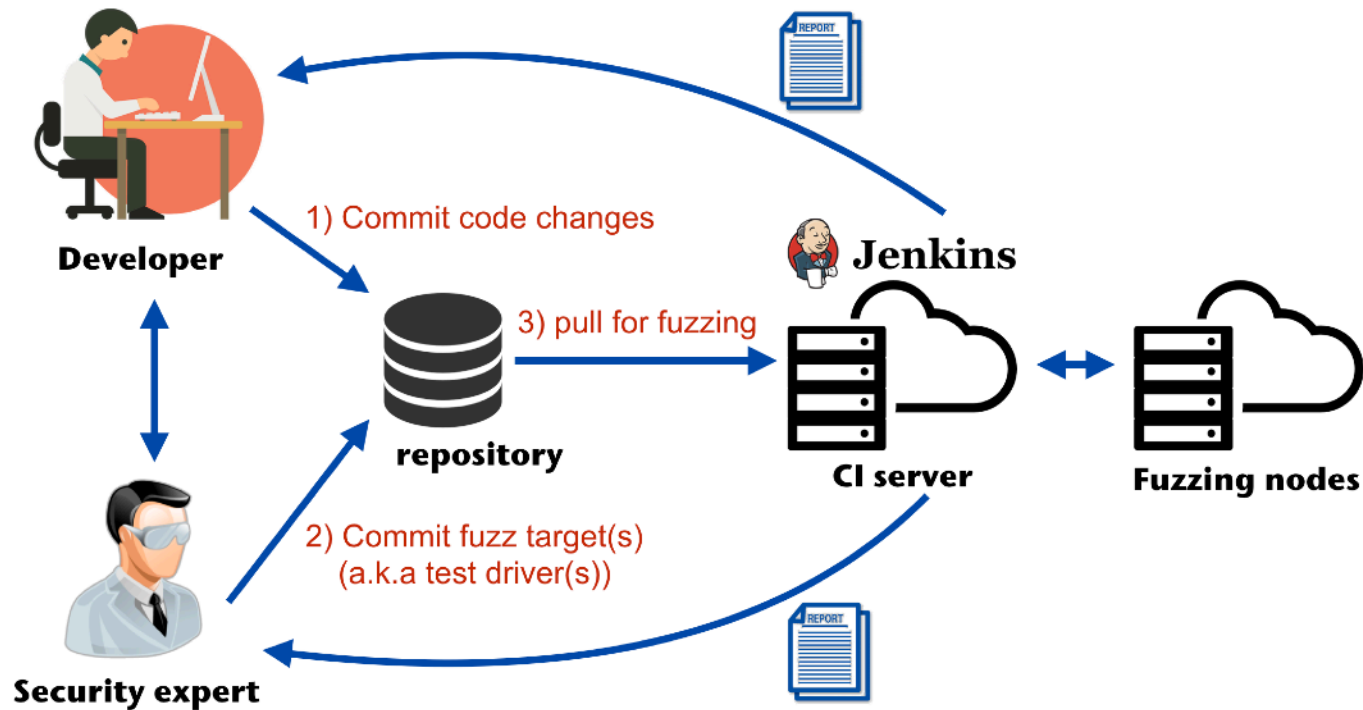 REPORT
1) Commit code changes
Developer
Jenkins
3) pull for fuzzing
repository
CI server
Fuzzing nodes
2) Commit fuzz target(s)
(a.k.a test driver(s))
REPORT
Security expert